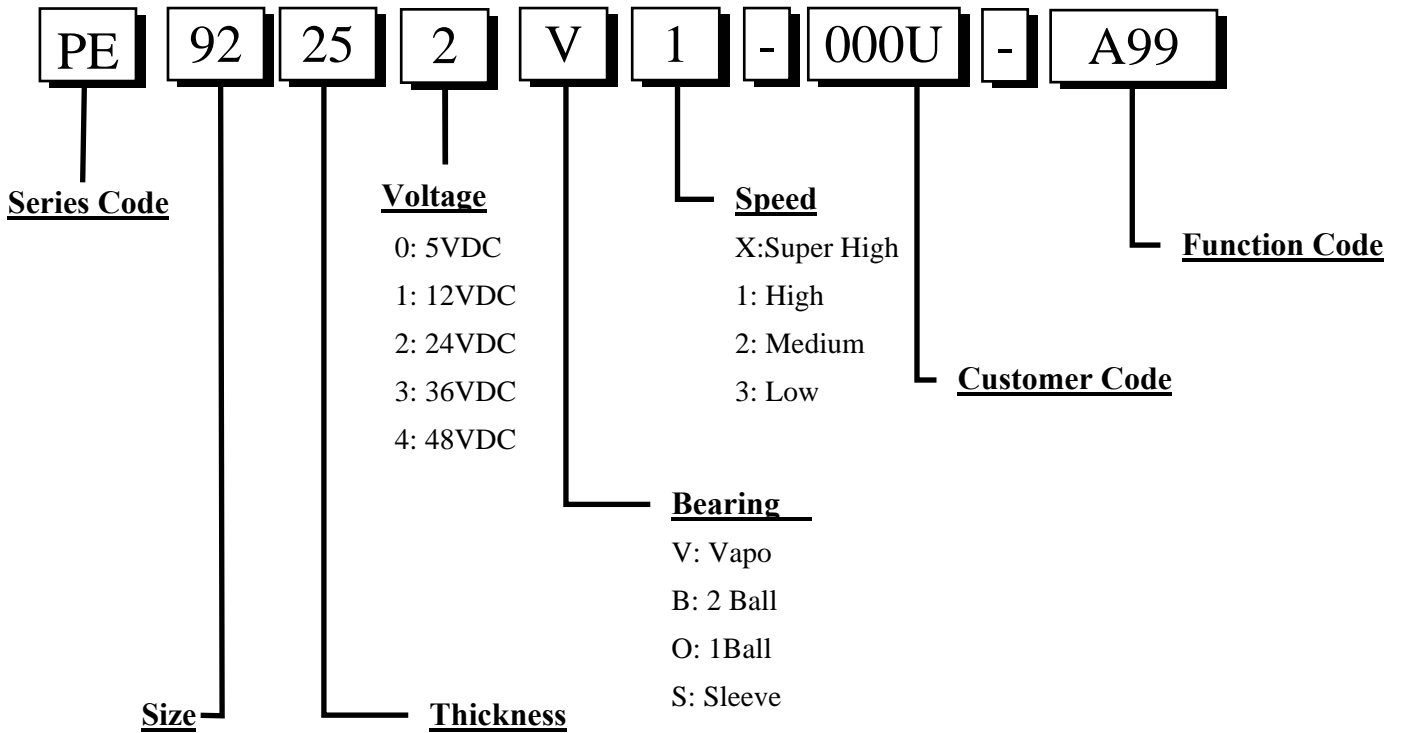 PE 92 25 2 V 1 - 000U - A99
Series Code
Voltage
0: 5VDC
1: 12VDC
2: 24VDC
3: 36VDC
4: 48VDC
Speed
X:Super High
1: High
2: Medium
3: Low
Function Code
Customer Code
Bearing
V: Vapo
B: 2 Ball
O: 1Ball
S: Sleeve
Size
Thickness